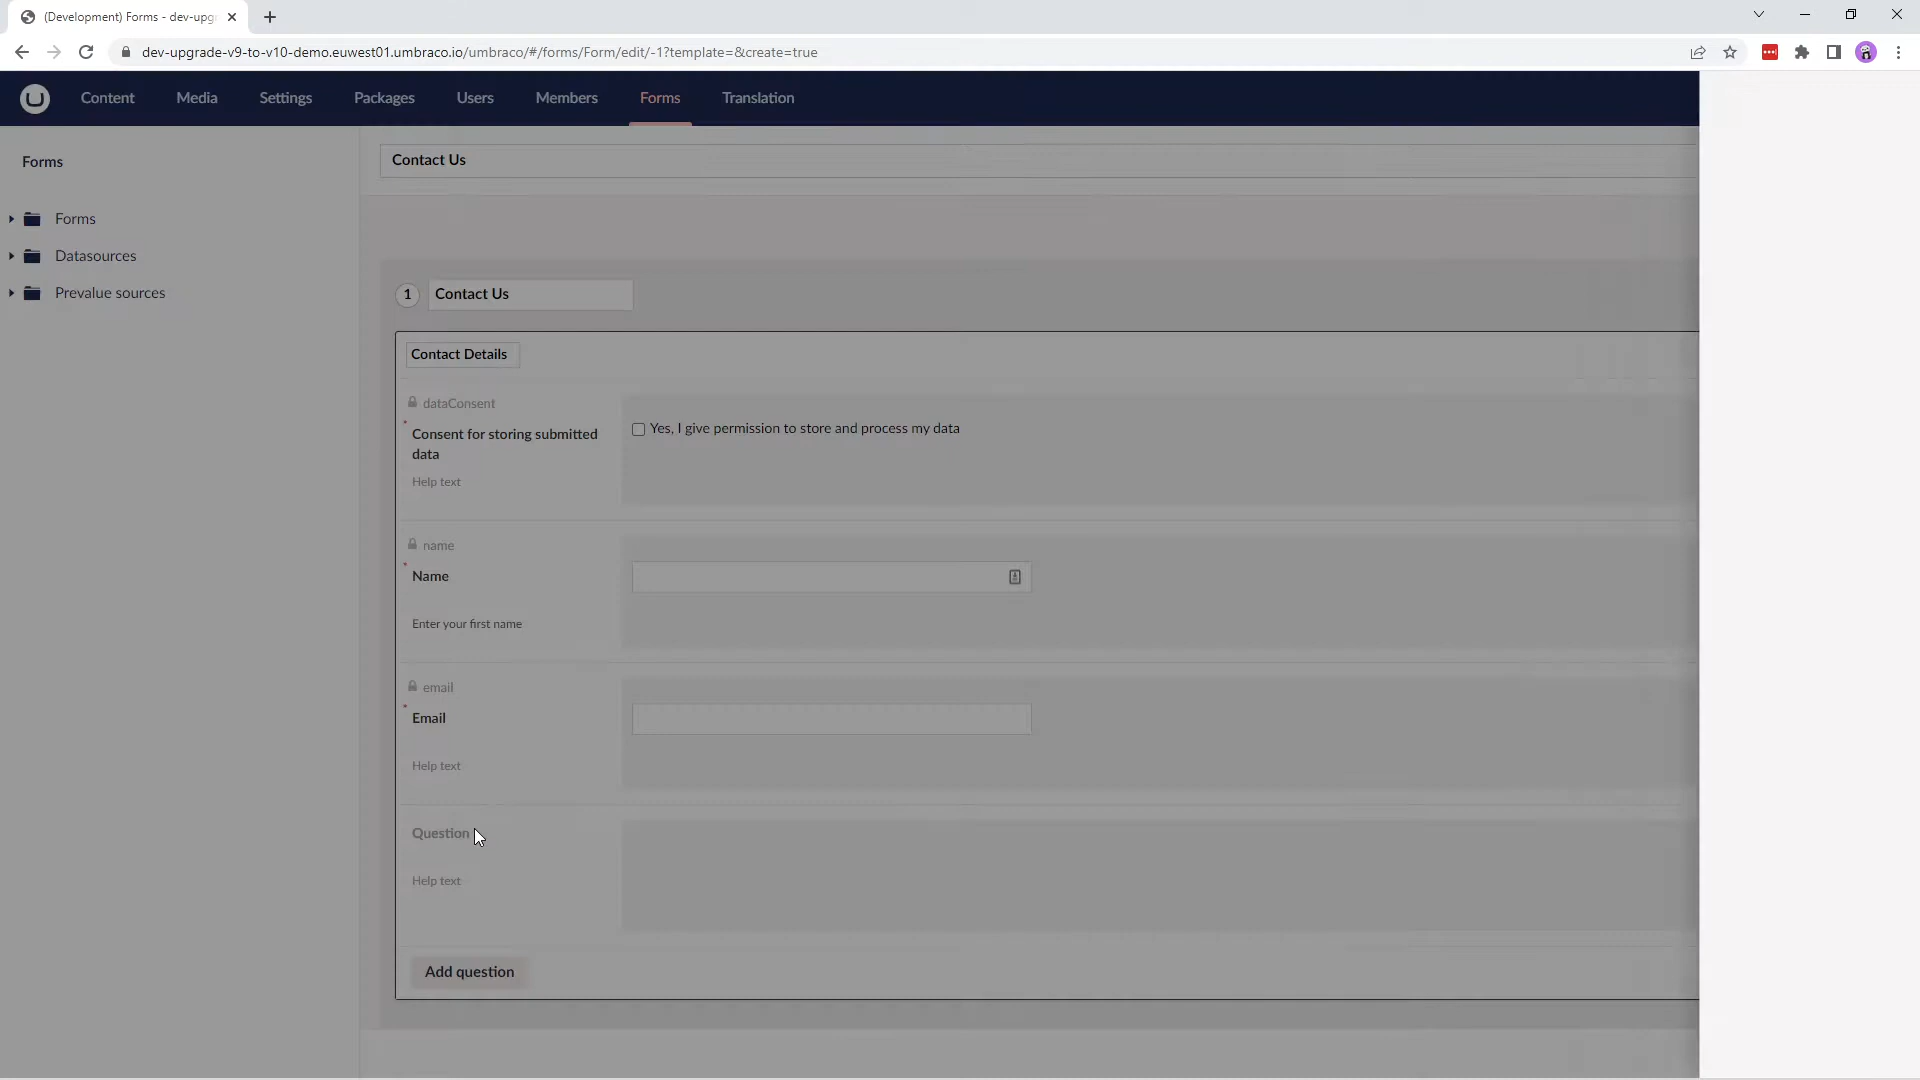 (Development) Forms - dev-upg
dev-upgrade-v9-to-v10-demo.euwest01.umbraco.io/umbraco/#/forms/Form/edit/-1?template=&create=true
Content
Media
Settings
Packages
Users
Members
Forms
Translation
Forms
Forms
Datasources
Prevalue sources
Contact Us
1
Contact Us
Contact Details
dataConsent
Consent for storing submitted
data
Help text
Yes, I give permission to store and process my data
name
Name
Enter your first name
email
Email
Help text
Question
Help text
Add question